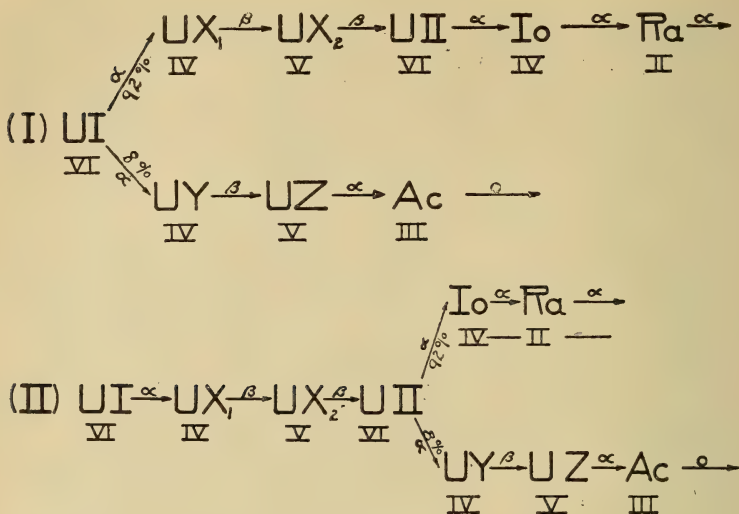 UX₁ β UX₂ β UII α Io α Ra α
IV V VI IV II
α 92%
(I) UI
VI
8% α
UY β UZ α Ac o
IV V III
Io α Ra α
IV II
α 92%
(II) UI α UX₁ β UX₂ β UII
VI IV V VI
8% α
UY β UZ α Ac o
IV V III